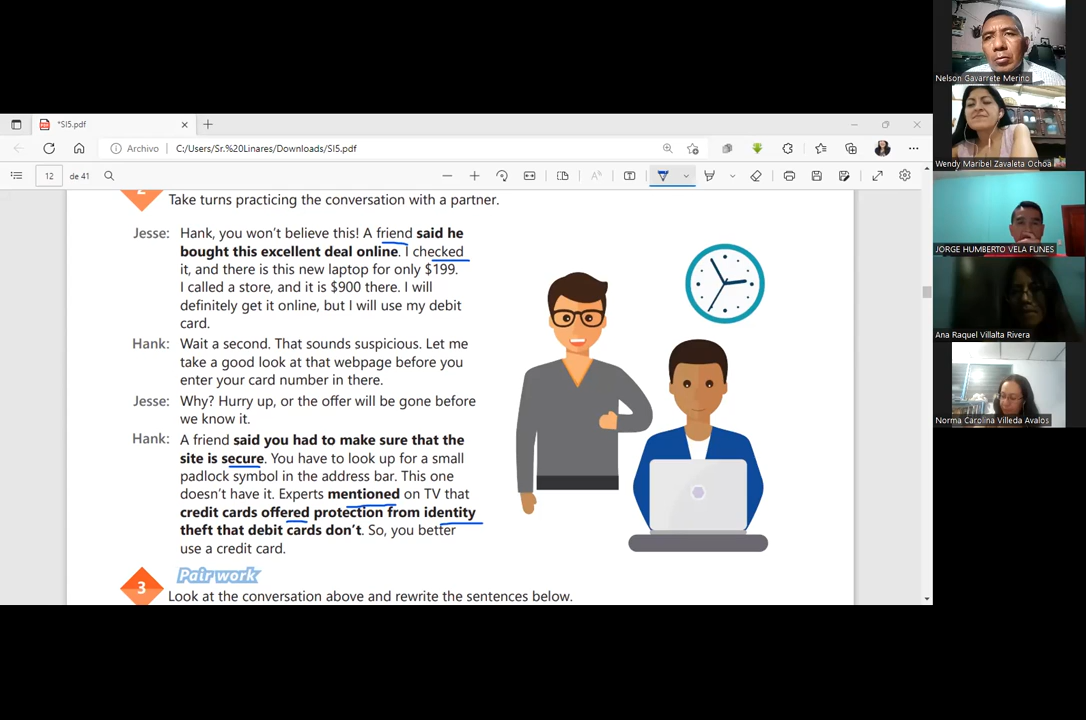 *SI5.pdf
Archivo
C:/Users/Sr.%20Linares/Downloads/SI5.pdf
12
de 41
2
Take turns practicing the conversation with a partner.
Jesse: Hank, you won't believe this! A friend said he
bought this excellent deal online. I checked
it, and there is this new laptop for only $199.
I called a store, and it is $900 there. I will
definitely get it online, but I will use my debit
card.
Hank: Wait a second. That sounds suspicious. Let me
take a good look at that webpage before you
enter your card number in there.
Jesse: Why? Hurry up, or the offer will be gone before
we know it.
Hank: A friend said you had to make sure that the
site is secure. You have to look up for a small
padlock symbol in the address bar. This one
doesn't have it. Experts mentioned on TV that
credit cards offered protection from identity
theft that debit cards don't. So, you better
use a credit card.
3
Pair work
Look at the conversation above and rewrite the sentences below.
Nelson Gavarrete Merino
Wendy Maribel Zavaleta Ochoa
JORGE HUMBERTO VELA FUNES
Ana Raquel Villalta Rivera
Norma Carolina Villeda Avalos